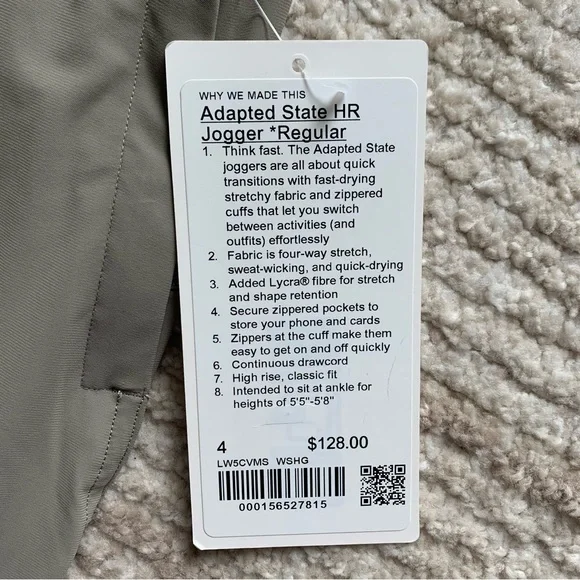 WHY WE MADE THIS
Adapted State HR
Jogger *Regular
1. Think fast. The Adapted State
joggers are all about quick
transitions with fast-drying
stretchy fabric and zippered
cuffs that let you switch
between activities (and
outfits) effortlessly
2. Fabric is four-way stretch,
sweat-wicking, and quick-drying
3. Added Lycra® fibre for stretch
and shape retention
4. Secure zippered pockets to
store your phone and cards
5. Zippers at the cuff make them
easy to get on and off quickly
6. Continuous drawcord
7. High rise, classic fit
8. Intended to sit at ankle for
heights of 5'5"-5'8"
4 $128.00
LW5CVMS WSHG
000156527815